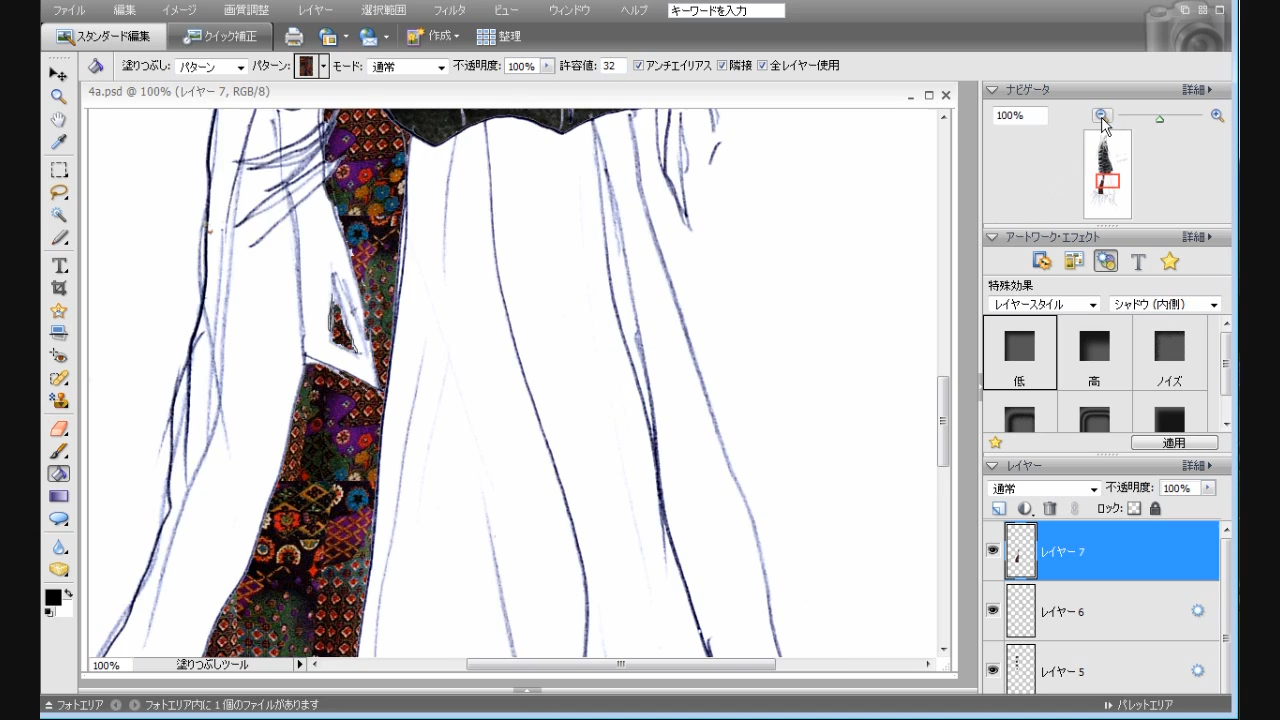 ファイル 編集 イメージ 画質調整 レイヤー 選択範囲 フィルタ ビュー ウィンドウ ヘルプ キーワードを入力
スタンダード編集 クイック補正 作成 整理
塗りつぶし: パターン パターン: モード: 通常 不透明度: 100% 許容値: 32 アンチエイリアス 隣接 全レイヤー使用
4a.psd @ 100% (レイヤー 7, RGB/8)
ナビゲータ 詳細
100%
アートワーク・エフェクト 詳細
特殊効果
レイヤースタイル シャドウ (内側)
低 高 ノイズ
適用
レイヤー 詳細
通常 不透明度: 100%
ロック:
レイヤー 7
レイヤー 6
レイヤー 5
100% 塗りつぶしツール
フォトエリア フォトエリア内に 1 個のファイルがあります パレットエリア